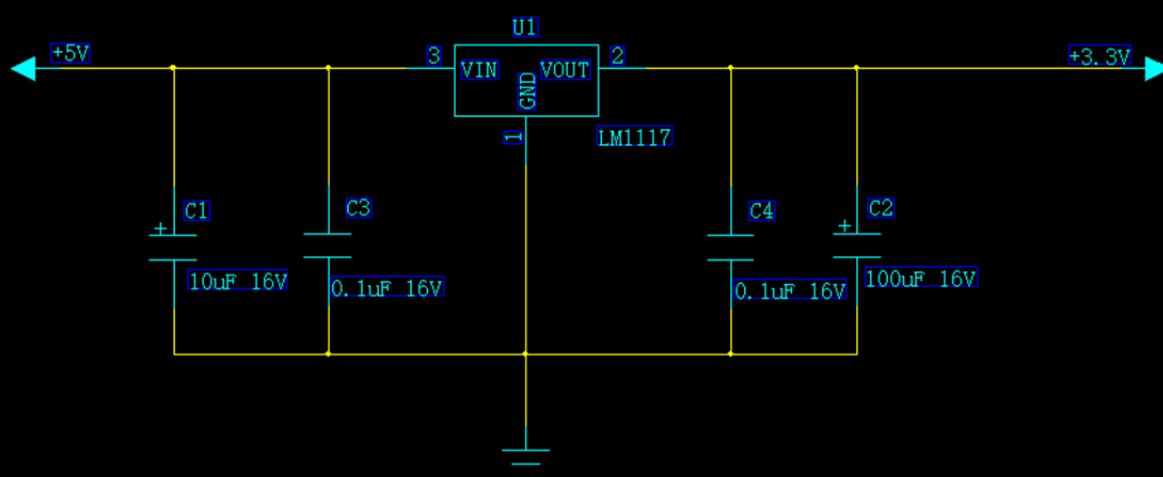 U1
+5V
3
VIN
GND
VOUT
2
+3.3V
1
LM1117
C1
C3
C4
C2
+
+
10uF 16V
0.1uF 16V
0.1uF 16V
100uF 16V